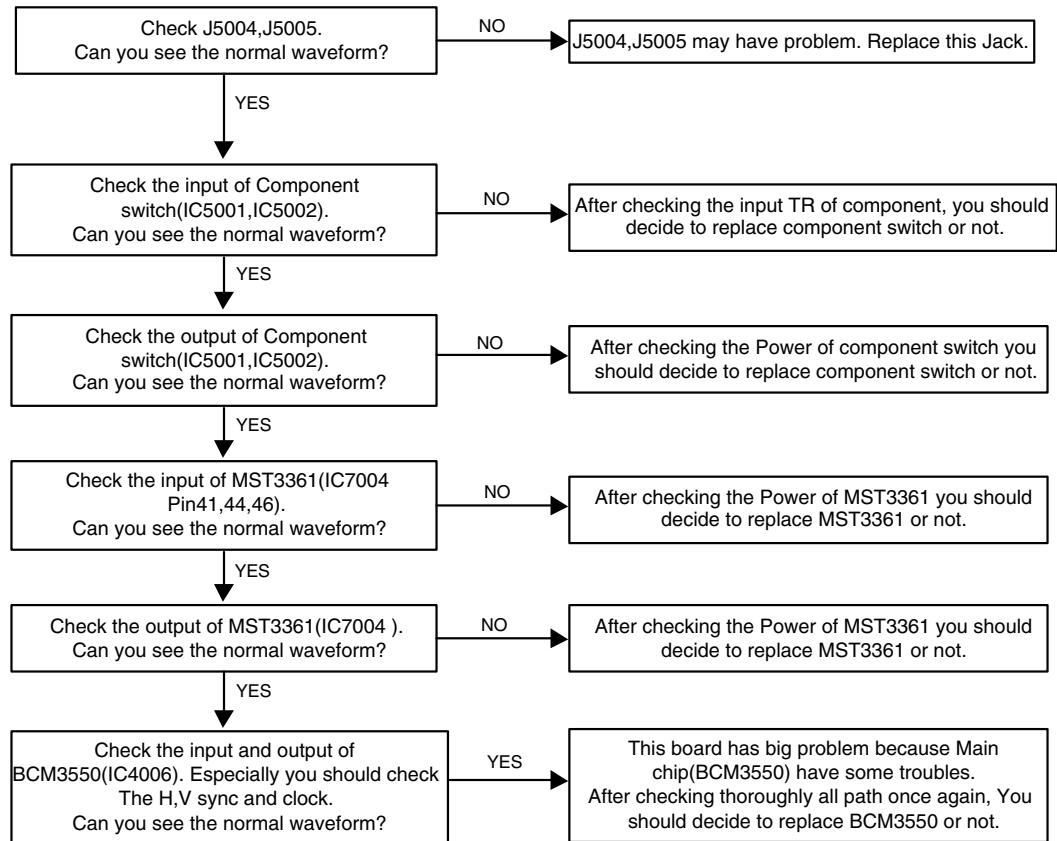 Check J5004,J5005.
Can you see the normal waveform?
NO
J5004,J5005 may have problem. Replace this Jack.
YES
Check the input of Component
switch(IC5001,IC5002).
Can you see the normal waveform?
NO
After checking the input TR of component, you should
decide to replace component switch or not.
YES
Check the output of Component
switch(IC5001,IC5002).
Can you see the normal waveform?
NO
After checking the Power of component switch you
should decide to replace component switch or not.
YES
Check the input of MST3361(IC7004
Pin41,44,46).
Can you see the normal waveform?
NO
After checking the Power of MST3361 you should
decide to replace MST3361 or not.
YES
Check the output of MST3361(IC7004 ).
Can you see the normal waveform?
NO
After checking the Power of MST3361 you should
decide to replace MST3361 or not.
YES
Check the input and output of
BCM3550(IC4006). Especially you should check
The H,V sync and clock.
Can you see the normal waveform?
YES
This board has big problem because Main
chip(BCM3550) have some troubles.
After checking thoroughly all path once again, You
should decide to replace BCM3550 or not.